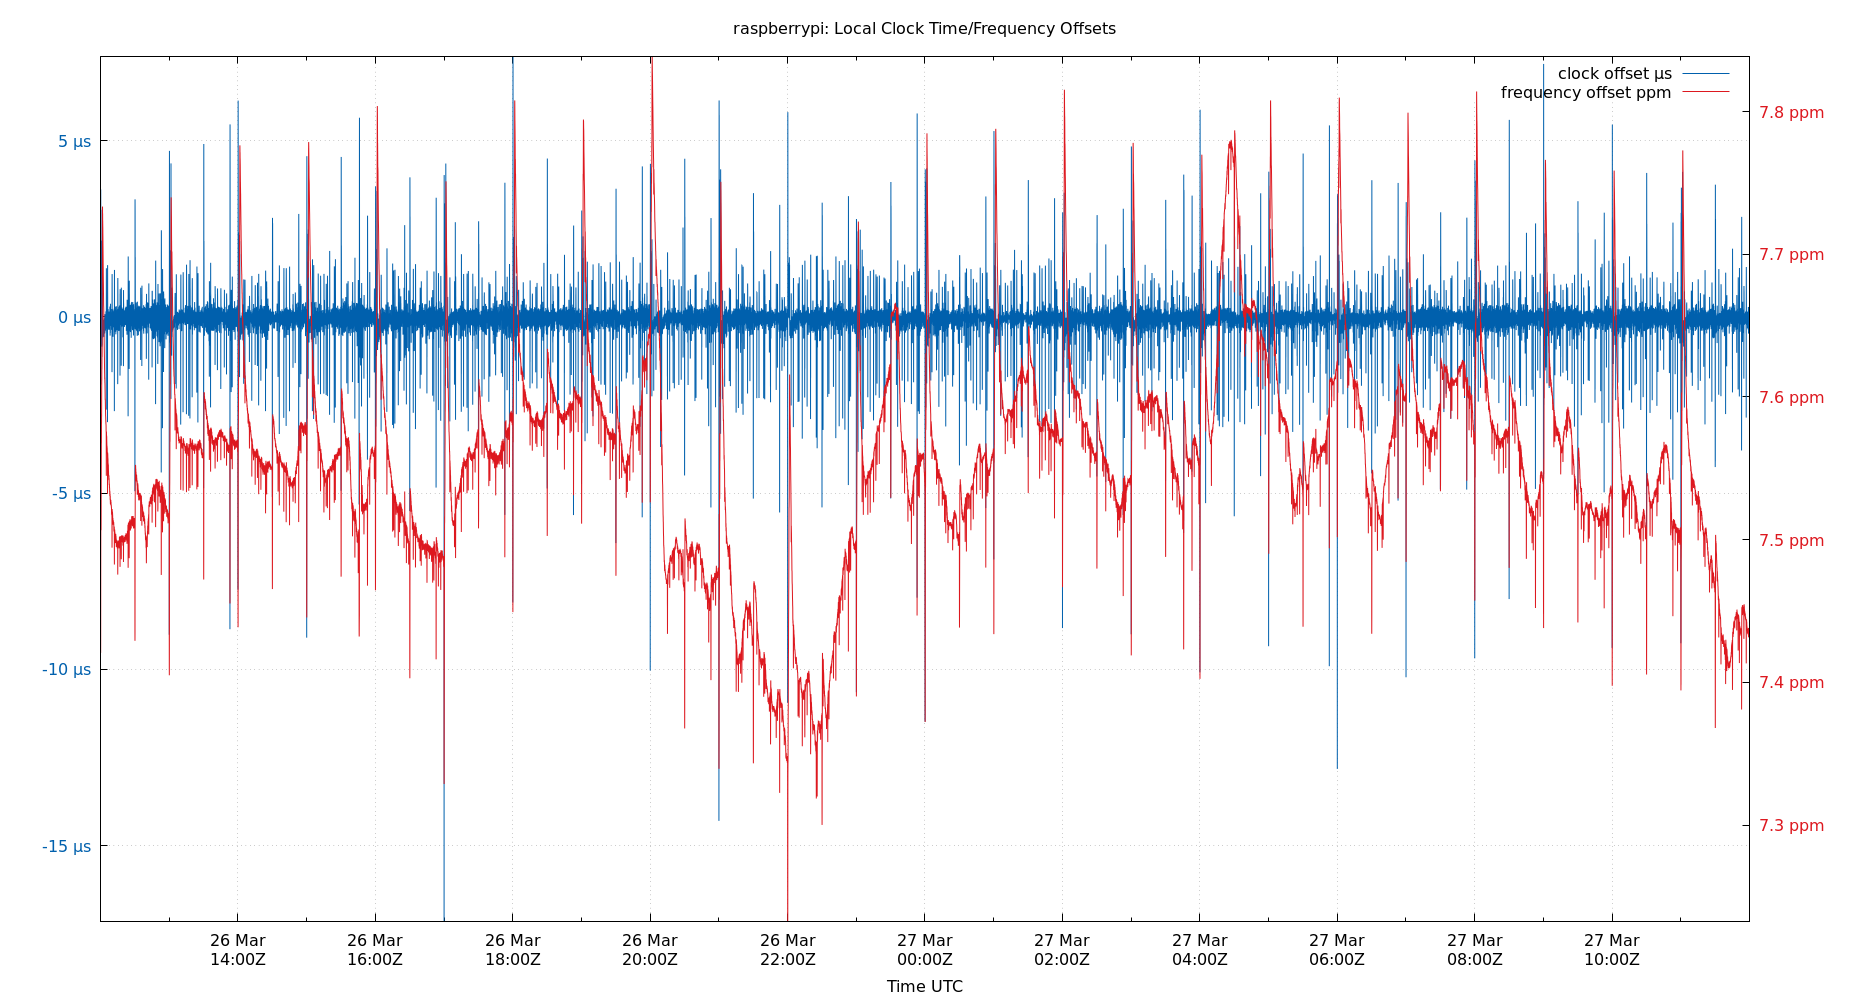 raspberrypi: Local Clock Time/Frequency Offsets
clock offset µs
frequency offset ppm
5 µs
0 µs
-5 µs
-10 µs
-15 µs
7.8 ppm
7.7 ppm
7.6 ppm
7.5 ppm
7.4 ppm
7.3 ppm
26 Mar
14:00Z
26 Mar
16:00Z
26 Mar
18:00Z
26 Mar
20:00Z
26 Mar
22:00Z
27 Mar
00:00Z
27 Mar
02:00Z
27 Mar
04:00Z
27 Mar
06:00Z
27 Mar
08:00Z
27 Mar
10:00Z
Time UTC